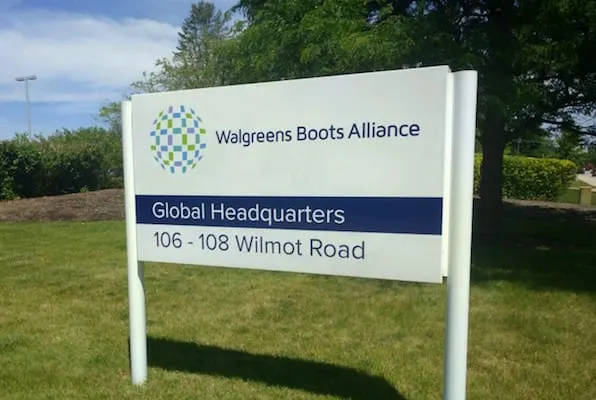 Walgreens Boots Alliance
Global Headquarters
106 - 108 Wilmot Road